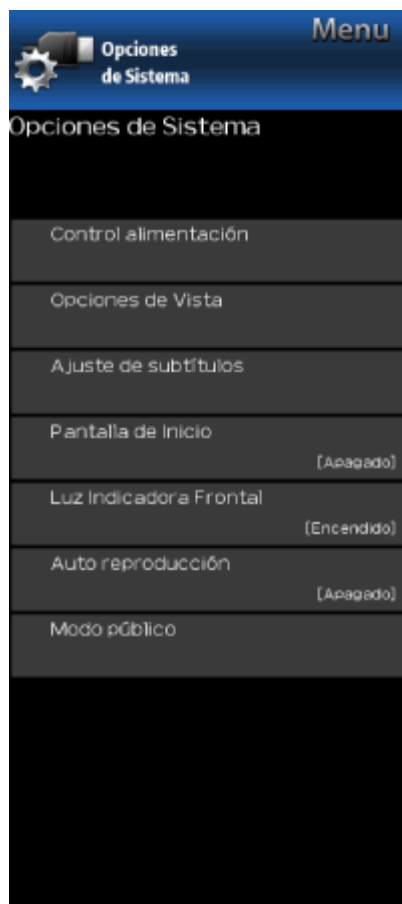 Menu
Opciones
de Sistema
Opciones de Sistema
Control alimentación
Opciones de Vista
Ajuste de subtítulos
Pantalla de Inicio
[Apagado]
Luz Indicadora Frontal
[Encendido]
Auto reproducción
[Apagado]
Modo público